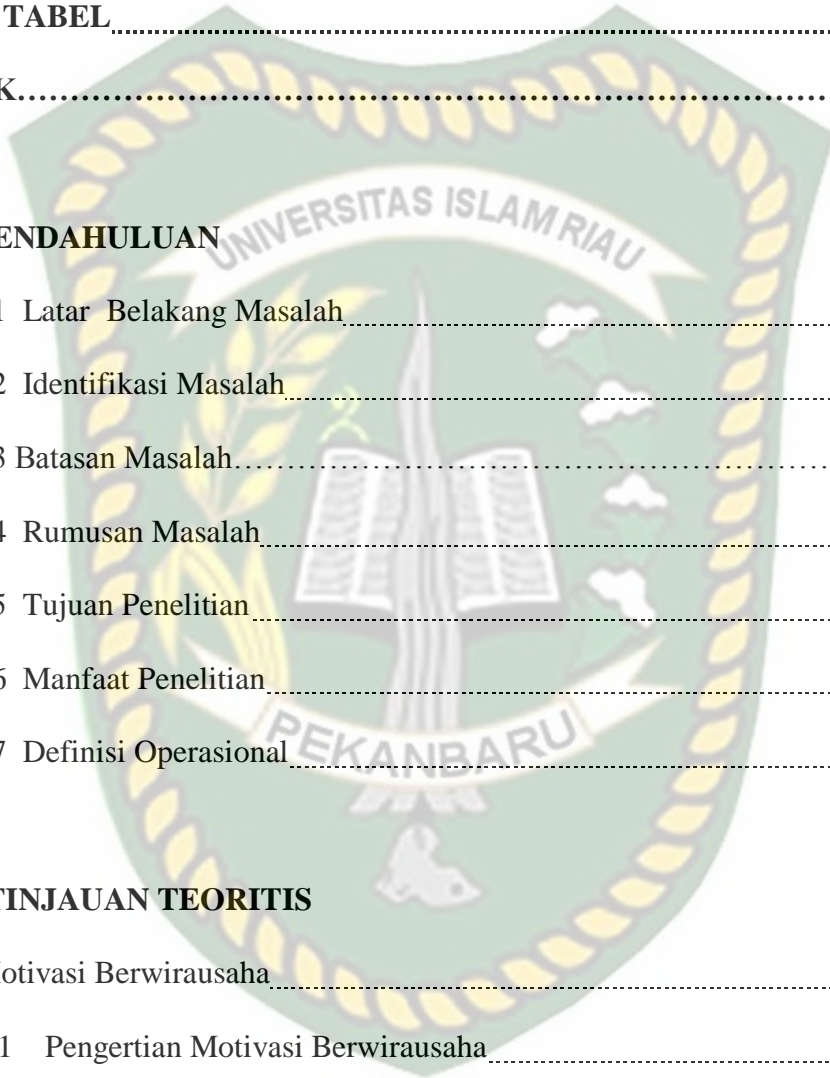 TABEL
K
UNIVERSITAS ISLAM RIAU
ENDAHULUAN
1 Latar Belakang Masalah
2 Identifikasi Masalah
3 Batasan Masalah
4 Rumusan Masalah
5 Tujuan Penelitian
6 Manfaat Penelitian
7 Definisi Operasional
PEKANBARU
TINJAUAN TEORITIS
otivasi Berwirausaha
1 Pengertian Motivasi Berwirausaha